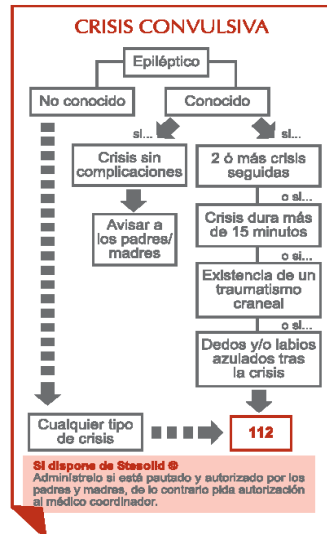 CRISIS CONVULSIVA
Epiléptico
No conocido
Conocido
si...
si...
Crisis sin
complicaciones
2 ó más crisis
seguidas
Avisar a
los padres/
madres
o si...
Crisis dura más
de 15 minutos
o si...
Existencia de un
traumatismo
craneal
o si...
Dedos y/o labios
azulados tras
la crisis
Cualquier tipo
de crisis
112
Si dispone de Stesolid ®
Adminístrelo si está pautado y autorizado por los
padres y madres, de lo contrario pida autorización
al médico coordinador.